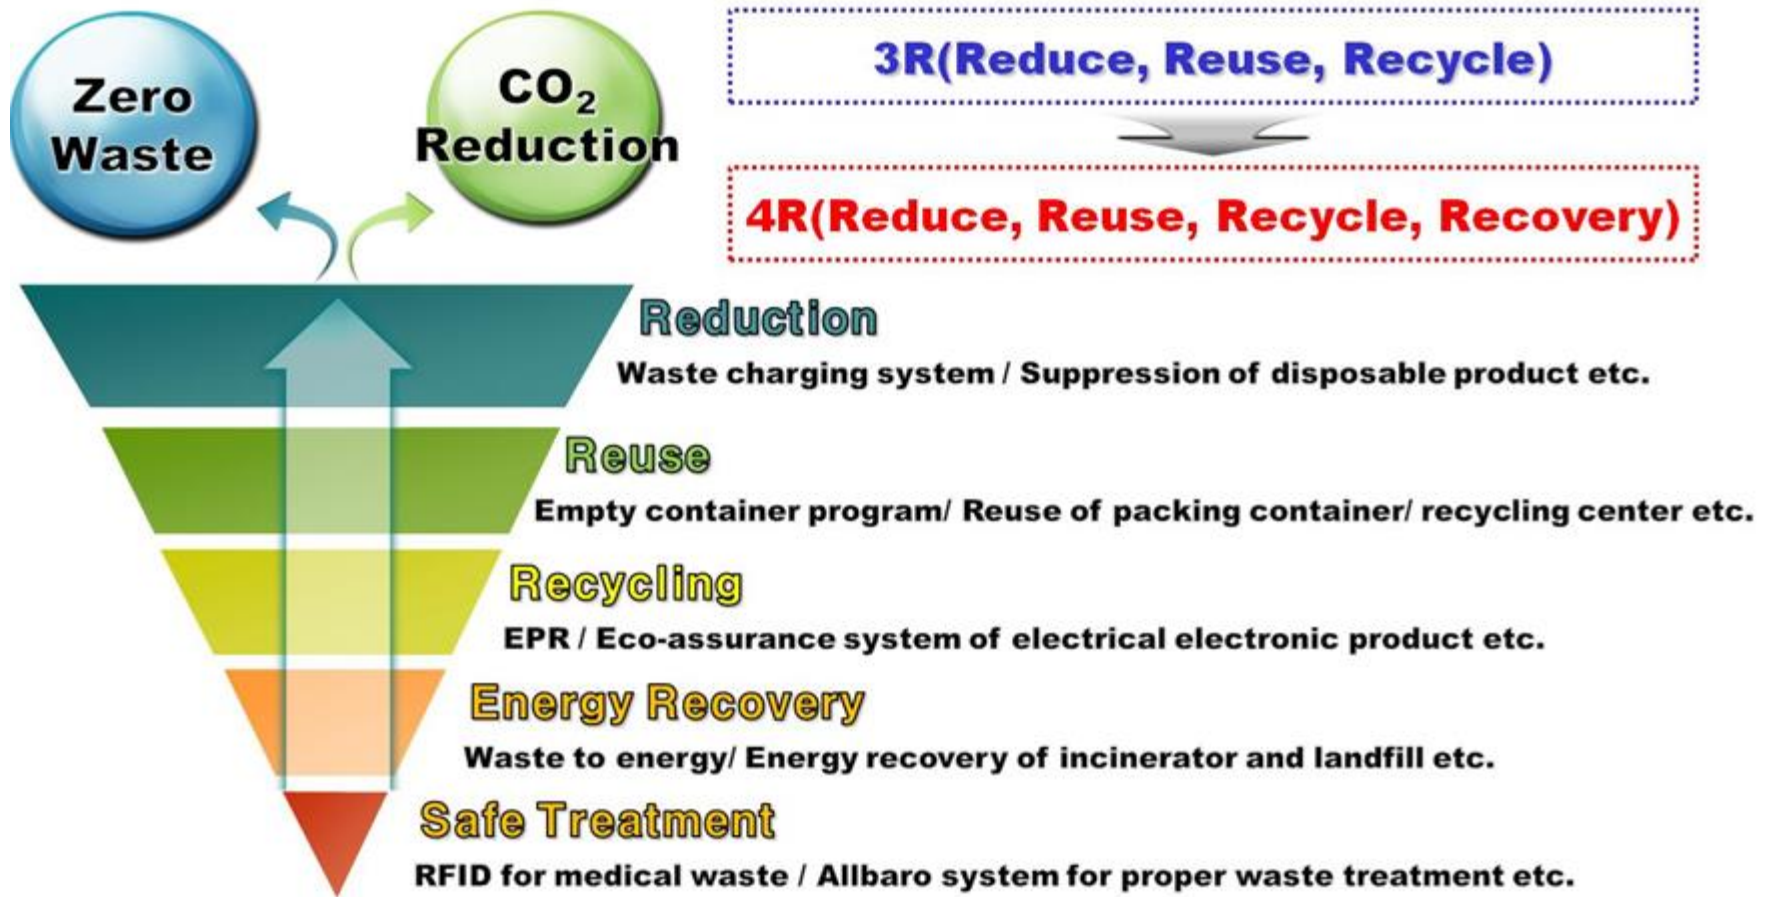 Zero
Waste
CO₂
Reduction
3R(Reduce, Reuse, Recycle)
4R(Reduce, Reuse, Recycle, Recovery)
Reduction
Waste charging system / Suppression of disposable product etc.
Reuse
Empty container program/ Reuse of packing container/ recycling center etc.
Recycling
EPR / Eco-assurance system of electrical electronic product etc.
Energy Recovery
Waste to energy/ Energy recovery of incinerator and landfill etc.
Safe Treatment
RFID for medical waste / Allbaro system for proper waste treatment etc.